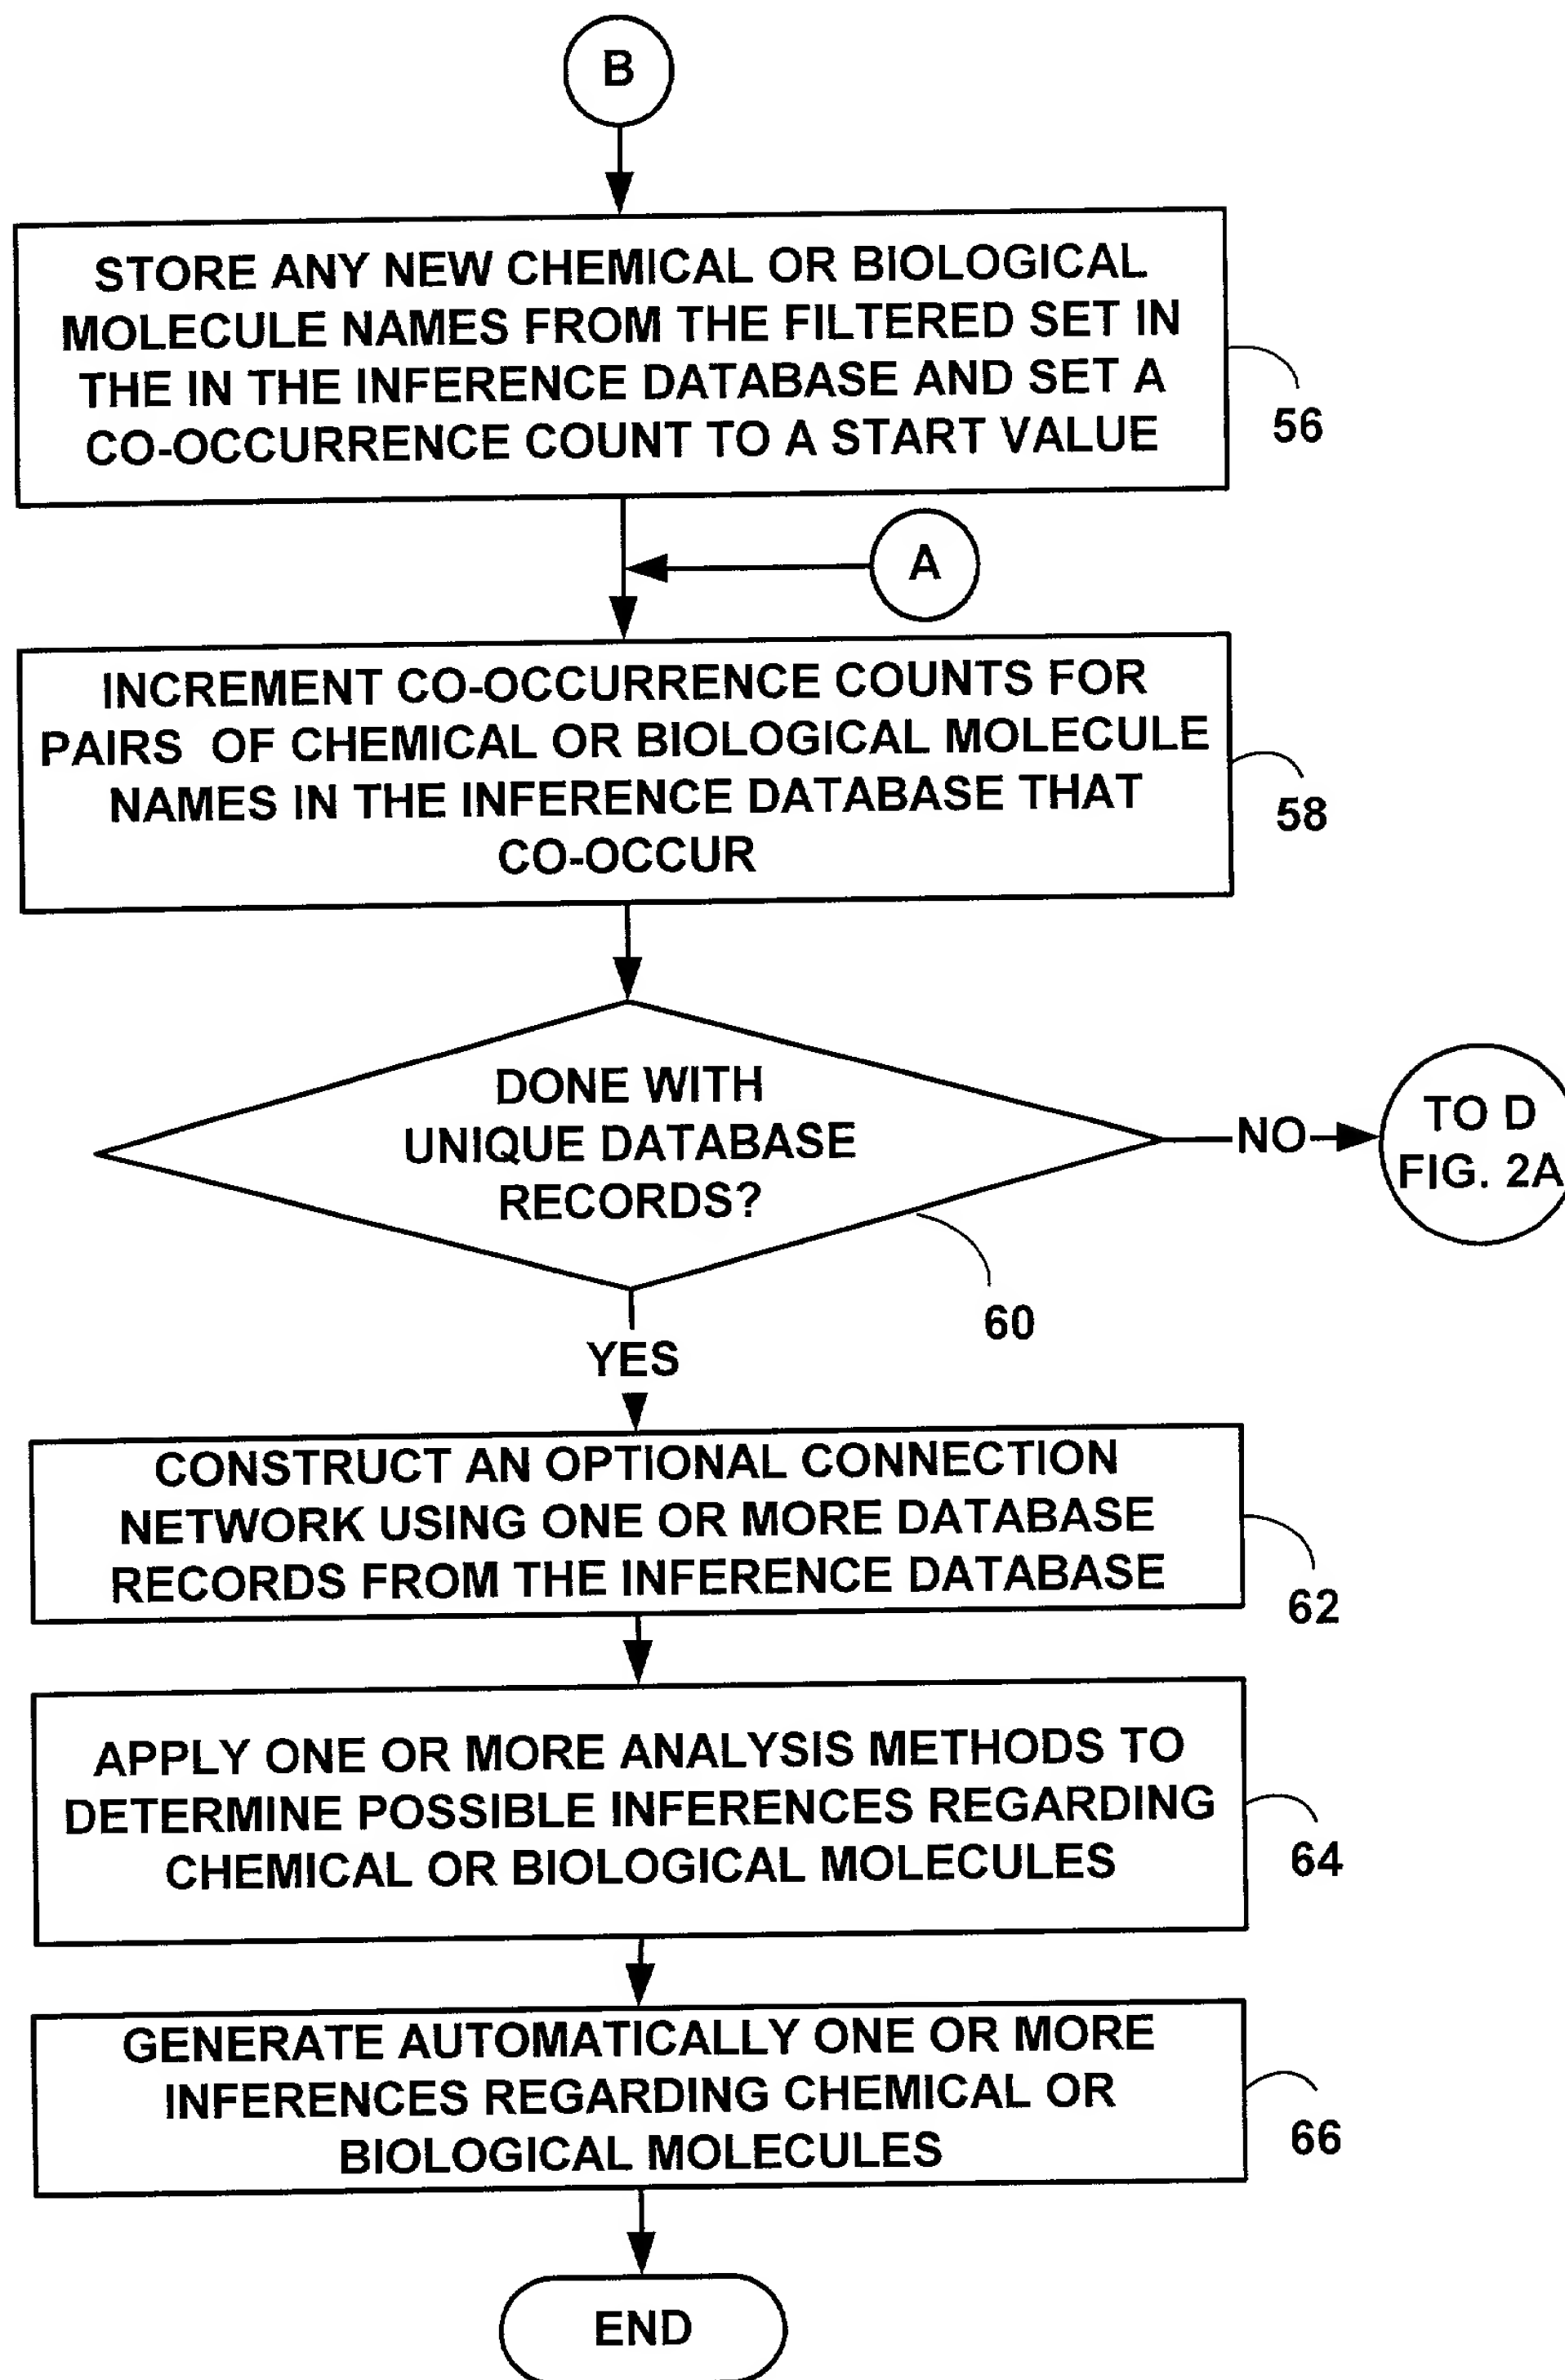 B
STORE ANY NEW CHEMICAL OR BIOLOGICAL
MOLECULE NAMES FROM THE FILTERED SET IN
THE IN THE INFERENCE DATABASE AND SET A
CO-OCCURRENCE COUNT TO A START VALUE
56
A
INCREMENT CO-OCCURRENCE COUNTS FOR
PAIRS OF CHEMICAL OR BIOLOGICAL MOLECULE
NAMES IN THE INFERENCE DATABASE THAT
CO-OCCUR
58
DONE WITH
UNIQUE DATABASE
RECORDS?
NO
TO D
FIG. 2A
60
YES
CONSTRUCT AN OPTIONAL CONNECTION
NETWORK USING ONE OR MORE DATABASE
RECORDS FROM THE INFERENCE DATABASE
62
APPLY ONE OR MORE ANALYSIS METHODS TO
DETERMINE POSSIBLE INFERENCES REGARDING
CHEMICAL OR BIOLOGICAL MOLECULES
64
GENERATE AUTOMATICALLY ONE OR MORE
INFERENCES REGARDING CHEMICAL OR
BIOLOGICAL MOLECULES
66
END